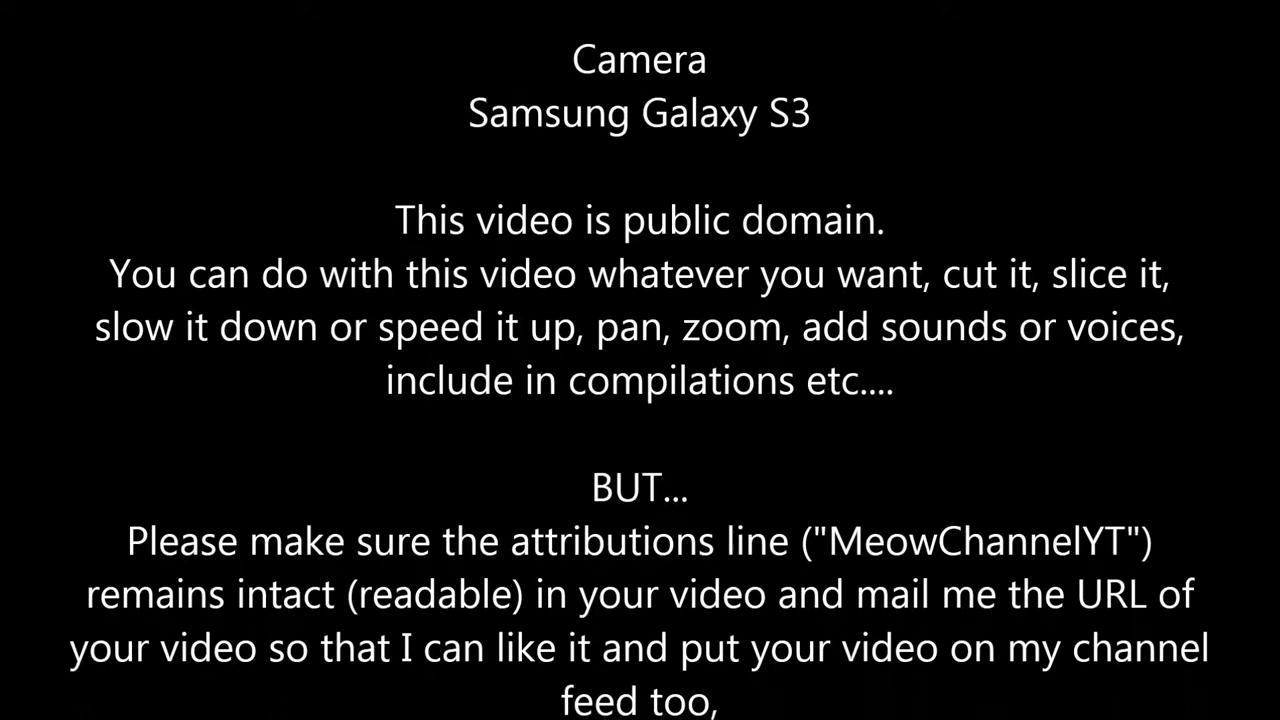 Camera
Samsung Galaxy S3
This video is public domain.
You can do with this video whatever you want, cut it, slice it,
slow it down or speed it up, pan, zoom, add sounds or voices,
include in compilations etc....
BUT...
Please make sure the attributions line ("MeowChannelYT")
remains intact (readable) in your video and mail me the URL of
your video so that I can like it and put your video on my channel
feed too,